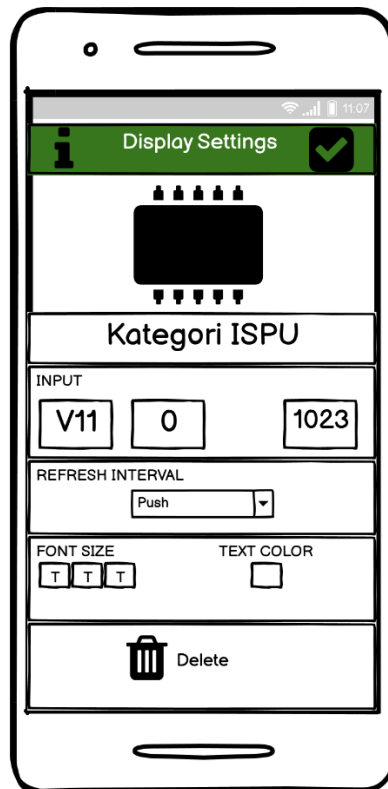 11:07
Display Settings
Kategori ISPU
INPUT
V11 0 1023
REFRESH INTERVAL
Push
FONT SIZE TEXT COLOR
T T T
Delete